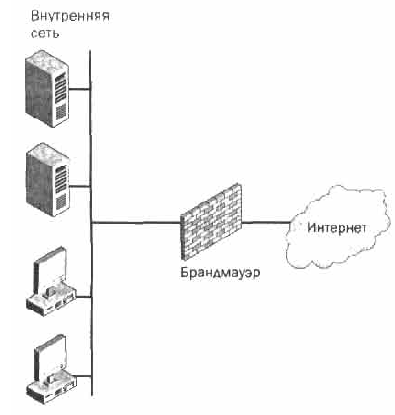 Внутренняя
сеть
Интернет
Брандмауэр